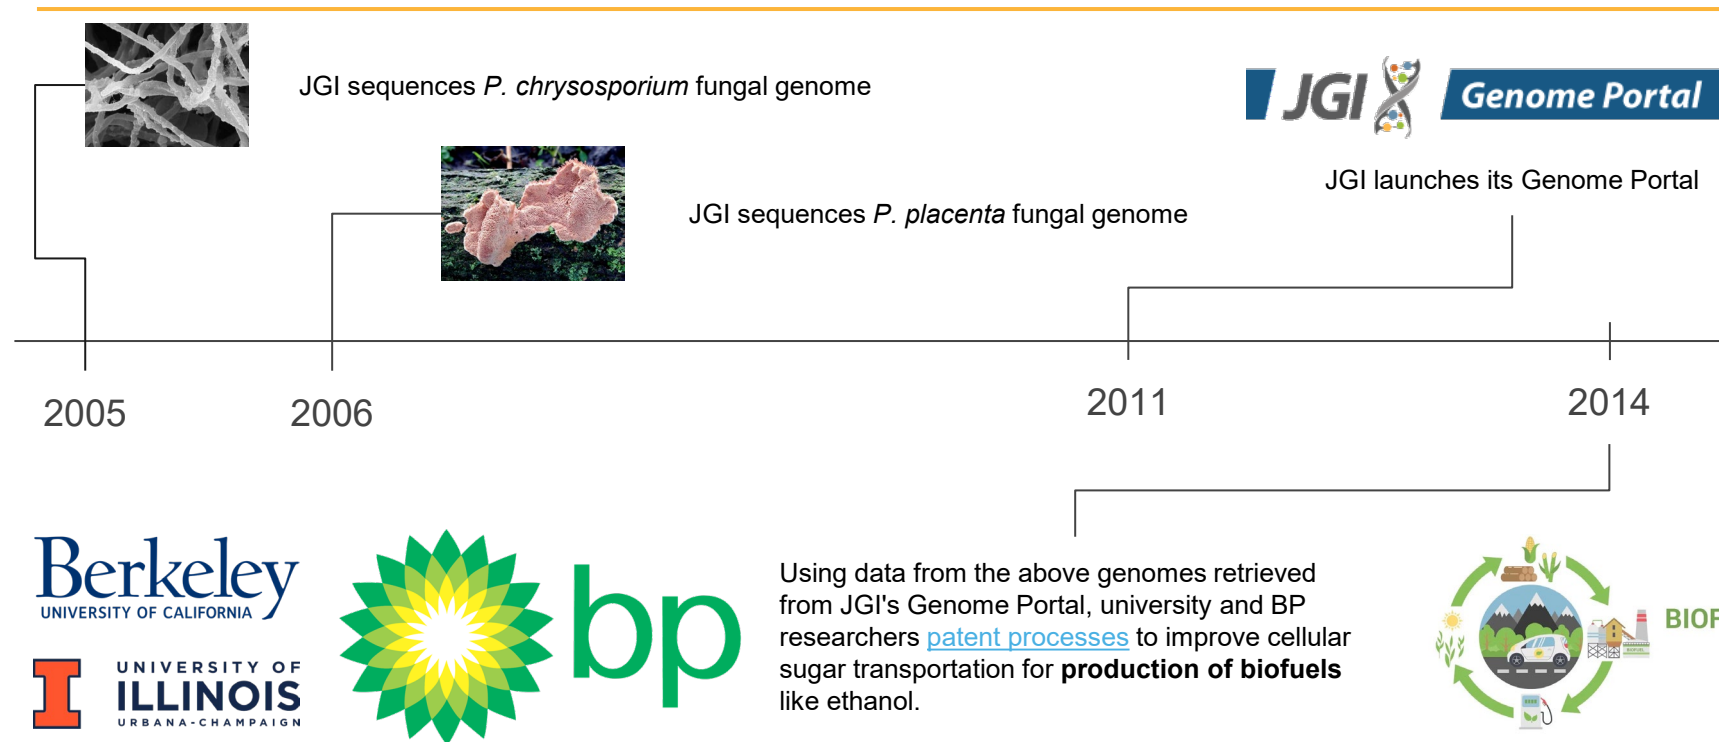 JGI sequences P. chrysosporium fungal genome
JGI Genome Portal
JGI sequences P. placenta fungal genome
JGI launches its Genome Portal
2005
2006
2011
2014
Berkeley
UNIVERSITY OF CALIFORNIA
UNIVERSITY OF
ILLINOIS
URBANA-CHAMPAIGN
bp
Using data from the above genomes retrieved
from JGI's Genome Portal, university and BP
researchers patent processes to improve cellular
sugar transportation for production of biofuels
like ethanol.
BIOF